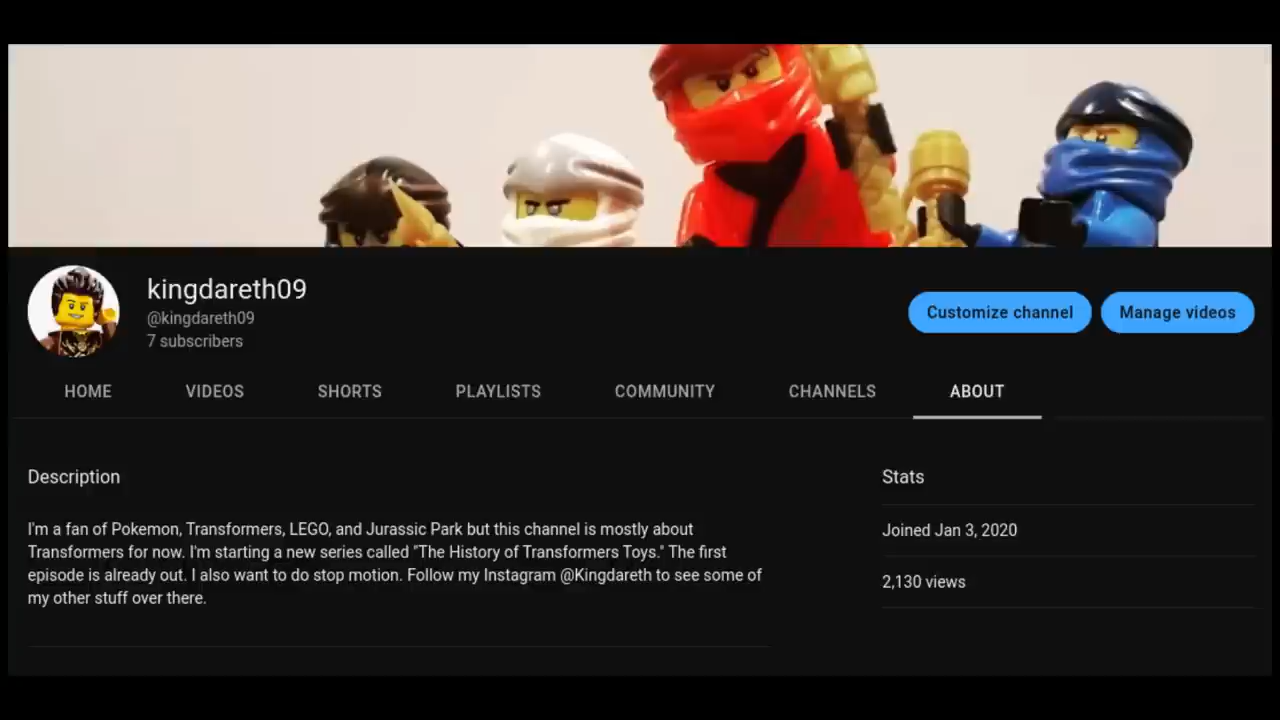 kingdareth09
@kingdareth09
7 subscribers
Customize channel
Manage videos
HOME
VIDEOS
SHORTS
PLAYLISTS
COMMUNITY
CHANNELS
ABOUT
Description
I'm a fan of Pokemon, Transformers, LEGO, and Jurassic Park but this channel is mostly about
Transformers for now. I'm starting a new series called "The History of Transformers Toys." The first
episode is already out. I also want to do stop motion. Follow my Instagram @Kingdareth to see some of
my other stuff over there.
Stats
Joined Jan 3, 2020
2,130 views